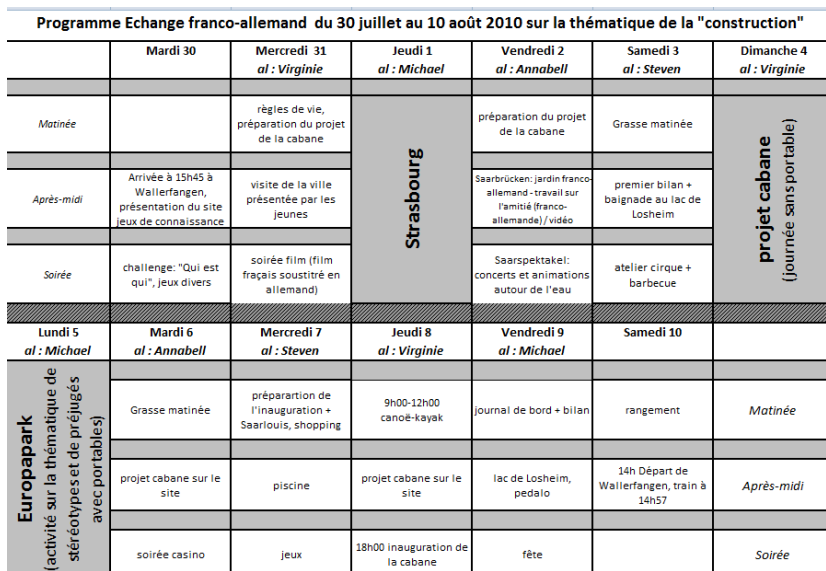 Programme Echange franco-allemand du 30 juillet au 10 août 2010 sur la thématique de la "construction"
Mardi 30
Mercredi 31
al : Virginie
Jeudi 1
al : Michael
Vendredi 2
al : Annabell
Samedi 3
al : Steven
Dimanche 4
al : Virginie
Matinée
règles de vie,
préparation du projet
de la cabane
Strasbourg
préparation du projet
de la cabane
Grasse matinée
projet cabane
(journée sans portable)
Après-midi
Arrivée à 15h45 à
Wallerfangen,
présentation du site
jeux de connaissance
visite de la ville
présentée par les
jeunes
Saarbrücken: jardin franco-
allemand - travail sur
l'amitié (franco-
allemande) / vidéo
premier bilan +
baignade au lac de
Losheim
Soirée
challenge: "Qui est
qui", jeux divers
soirée film (film
fraçais soustitré en
allemand)
Saarspektakel:
concerts et animations
autour de l'eau
atelier cirque +
barbecue
Lundi 5
al : Michael
Mardi 6
al : Annabell
Mercredi 7
al : Steven
Jeudi 8
al : Virginie
Vendredi 9
al : Michael
Samedi 10
Europapark
(activité sur la thématique de
stéréotypes et de préjugés
avec portables)
Grasse matinée
préparartion de
l'inauguration +
Saarlouis, shopping
9h00-12h00
canoë-kayak
journal de bord + bilan
rangement
Matinée
projet cabane sur le
site
piscine
projet cabane sur le
site
lac de Losheim,
pedalo
14h Départ de
Wallerfangen, train à
14h57
Après-midi
soirée casino
jeux
18h00 inauguration de
la cabane
fête
Soirée